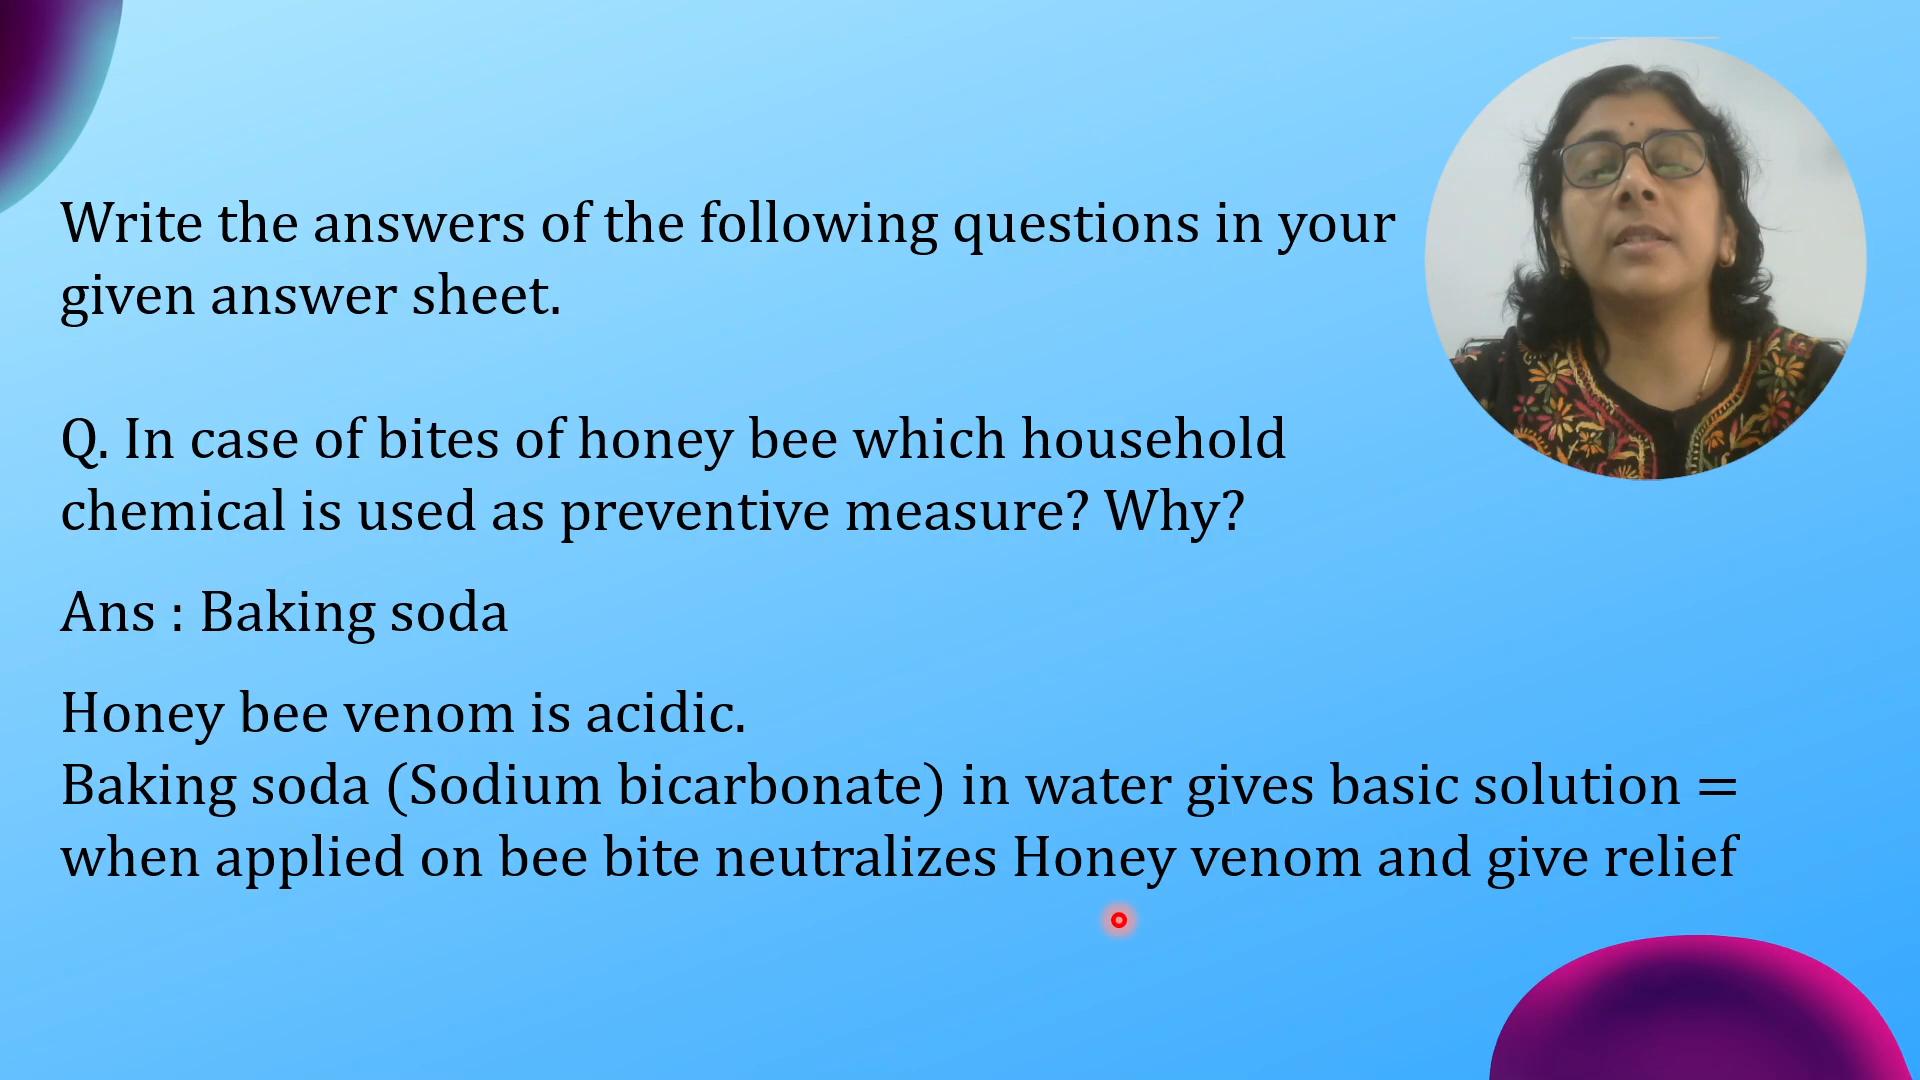 Write the answers of the following questions in your
given answer sheet.
Q. In case of bites of honey bee which household
chemical is used as preventive measure? Why?
Ans : Baking soda
Honey bee venom is acidic.
Baking soda (Sodium bicarbonate) in water gives basic solution =
when applied on bee bite neutralizes Honey venom and give relief